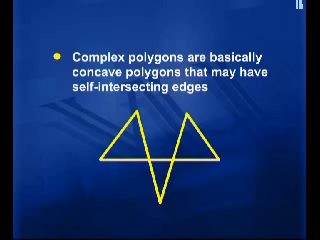 Complex polygons are basically
concave polygons that may have
self-intersecting edges